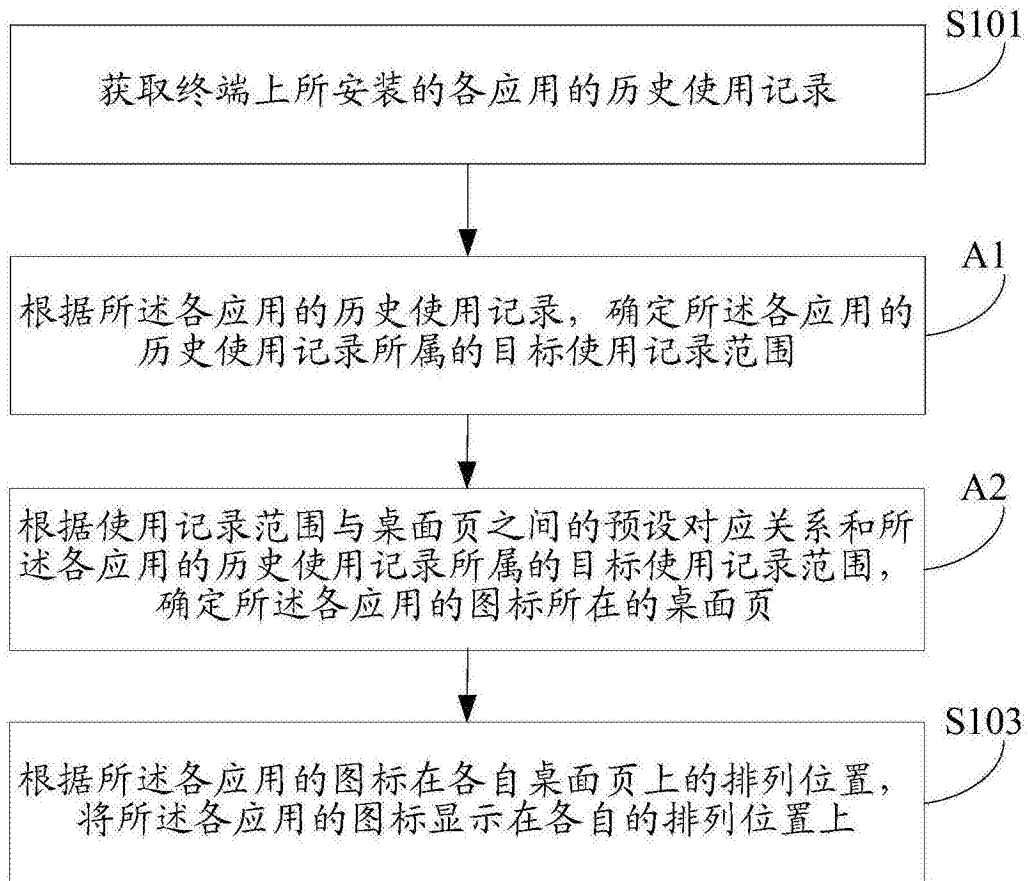 S101
获取终端上所安装的各应用的历史使用记录
A1
根据所述各应用的历史使用记录，确定所述各应用的
历史使用记录所属的目标使用记录范围
A2
根据使用记录范围与桌面页之间的预设对应关系和所
述各应用的历史使用记录所属的目标使用记录范围，
确定所述各应用的图标所在的桌面页
S103
根据所述各应用的图标在各自桌面页上的排列位置，
将所述各应用的图标显示在各自的排列位置上